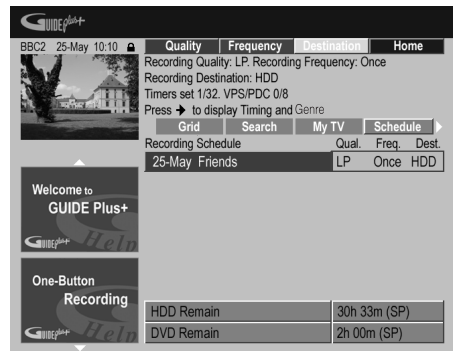 GUIDE Plus+
BBC2 25-May 10:10
Quality Frequency Destination Home
Recording Quality: LP. Recording Frequency: Once
Recording Destination: HDD
Timers set 1/32. VPS/PDC 0/8
Press → to display Timing and Genre
Grid Search My TV Schedule
Recording Schedule Qual. Freq. Dest.
25-May Friends LP Once HDD
Welcome to
GUIDE Plus+
GUIDE Plus+ Help
One-Button
Recording
GUIDE Plus+ Help
HDD Remain 30h 33m (SP)
DVD Remain 2h 00m (SP)